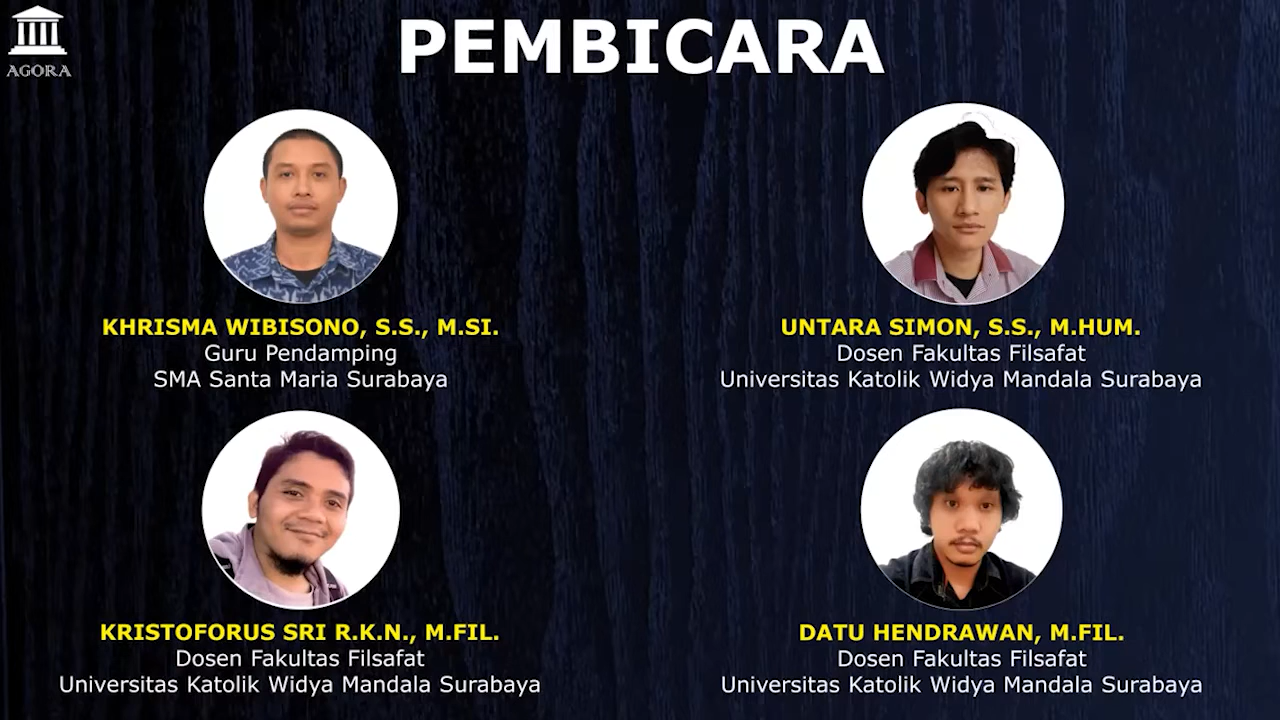 AGORA
PEMBICARA
KHRISMA WIBISONO, S.S., M.SI.
Guru Pendamping
SMA Santa Maria Surabaya
UNTARA SIMON, S.S., M.HUM.
Dosen Fakultas Filsafat
Universitas Katolik Widya Mandala Surabaya
KRISTOFORUS SRI R.K.N., M.FIL.
Dosen Fakultas Filsafat
Universitas Katolik Widya Mandala Surabaya
DATU HENDRAWAN, M.FIL.
Dosen Fakultas Filsafat
Universitas Katolik Widya Mandala Surabaya